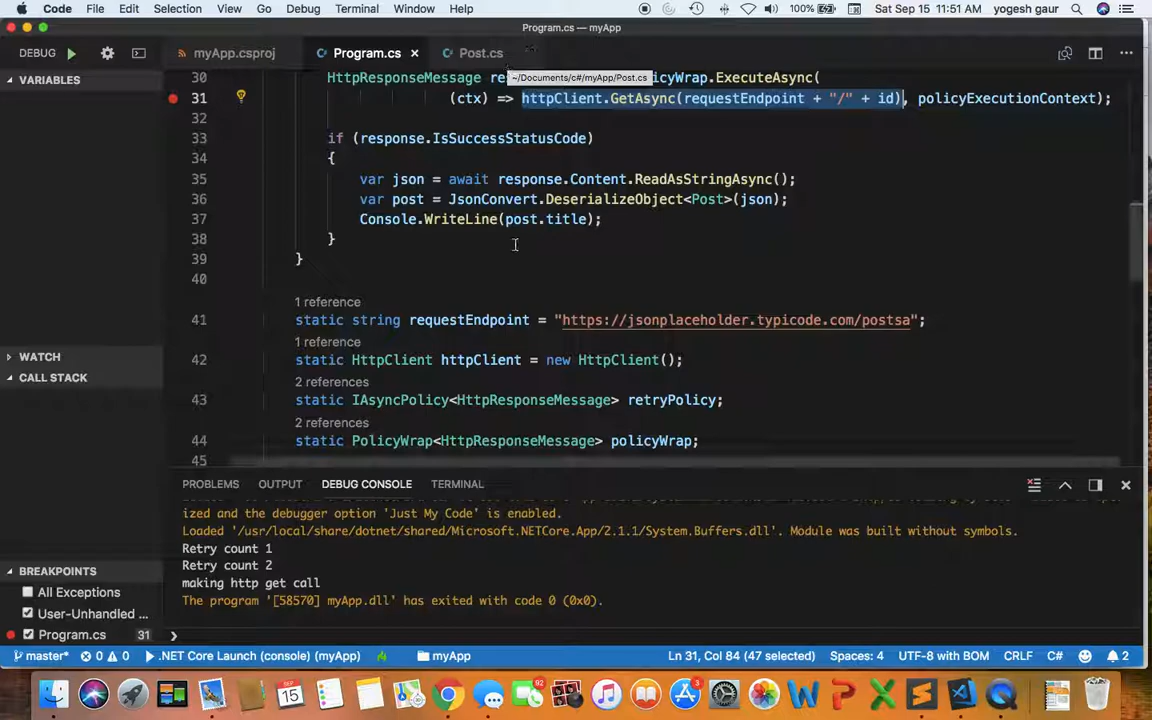 Code File Edit Selection View Go Debug Terminal Window Help 100% Sat Sep 15 11:51 AM yogesh gaur
Program.cs — myApp
DEBUG myApp.csproj Program.cs Post.cs
VARIABLES
~/Documents/c#/myApp/Post.cs
30 HttpResponseMessage icyWrap.ExecuteAsync(
31 (ctx) => httpClient.GetAsync(requestEndpoint + "/" + id), policyExecutionContext);
32
33 if (response.IsSuccessStatusCode)
34 {
35 var json = await response.Content.ReadAsStringAsync();
36 var post = JsonConvert.DeserializeObject<Post>(json);
37 Console.WriteLine(post.title);
38 }
39 }
40
1 reference
41 static string requestEndpoint = "https://jsonplaceholder.typicode.com/postsa";
1 reference
42 static HttpClient httpClient = new HttpClient();
2 references
43 static IAsyncPolicy<HttpResponseMessage> retryPolicy;
2 references
44 static PolicyWrap<HttpResponseMessage> policyWrap;
45
WATCH
CALL STACK
PROBLEMS OUTPUT DEBUG CONSOLE TERMINAL
ized and the debugger option 'Just My Code' is enabled.
Loaded '/usr/local/share/dotnet/shared/Microsoft.NETCore.App/2.1.1/System.Buffers.dll'. Module was built without symbols.
Retry count 1
Retry count 2
making http get call
The program '[58570] myApp.dll' has exited with code 0 (0x0).
BREAKPOINTS
All Exceptions
User-Unhandled ...
Program.cs 31
master* 0 0 .NET Core Launch (console) (myApp) myApp Ln 31, Col 84 (47 selected) Spaces: 4 UTF-8 with BOM CRLF C# 2